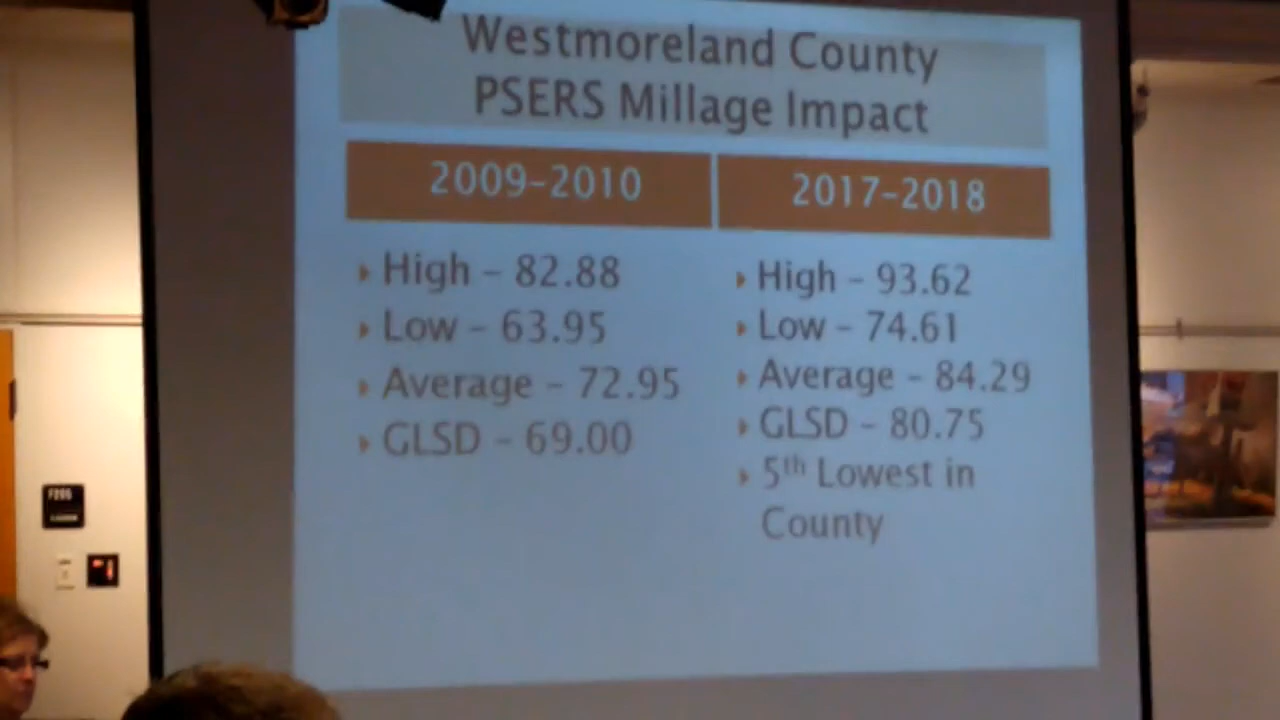 Westmoreland County
PSERS Millage Impact
2009-2010
2017-2018
High – 82.88
Low – 63.95
Average – 72.95
GLSD – 69.00
High – 93.62
Low – 74.61
Average – 84.29
GLSD – 80.75
5th Lowest in
County